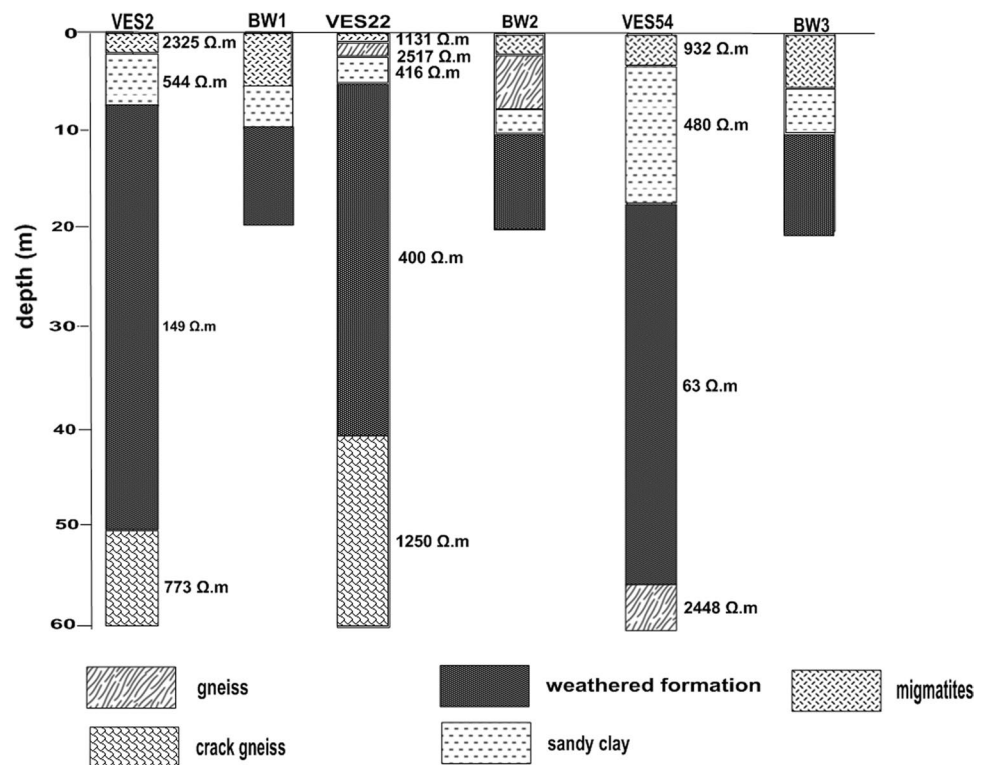 VES2 BW1 VES22 BW2 VES54 BW3
0
2325 Ω.m
1131 Ω.m
932 Ω.m
2517 Ω.m
544 Ω.m
416 Ω.m
10
480 Ω.m
20
400 Ω.m
depth (m)
30
149 Ω.m
63 Ω.m
40
50
1250 Ω.m
773 Ω.m
2448 Ω.m
60
gneiss
weathered formation
migmatites
crack gneiss
sandy clay